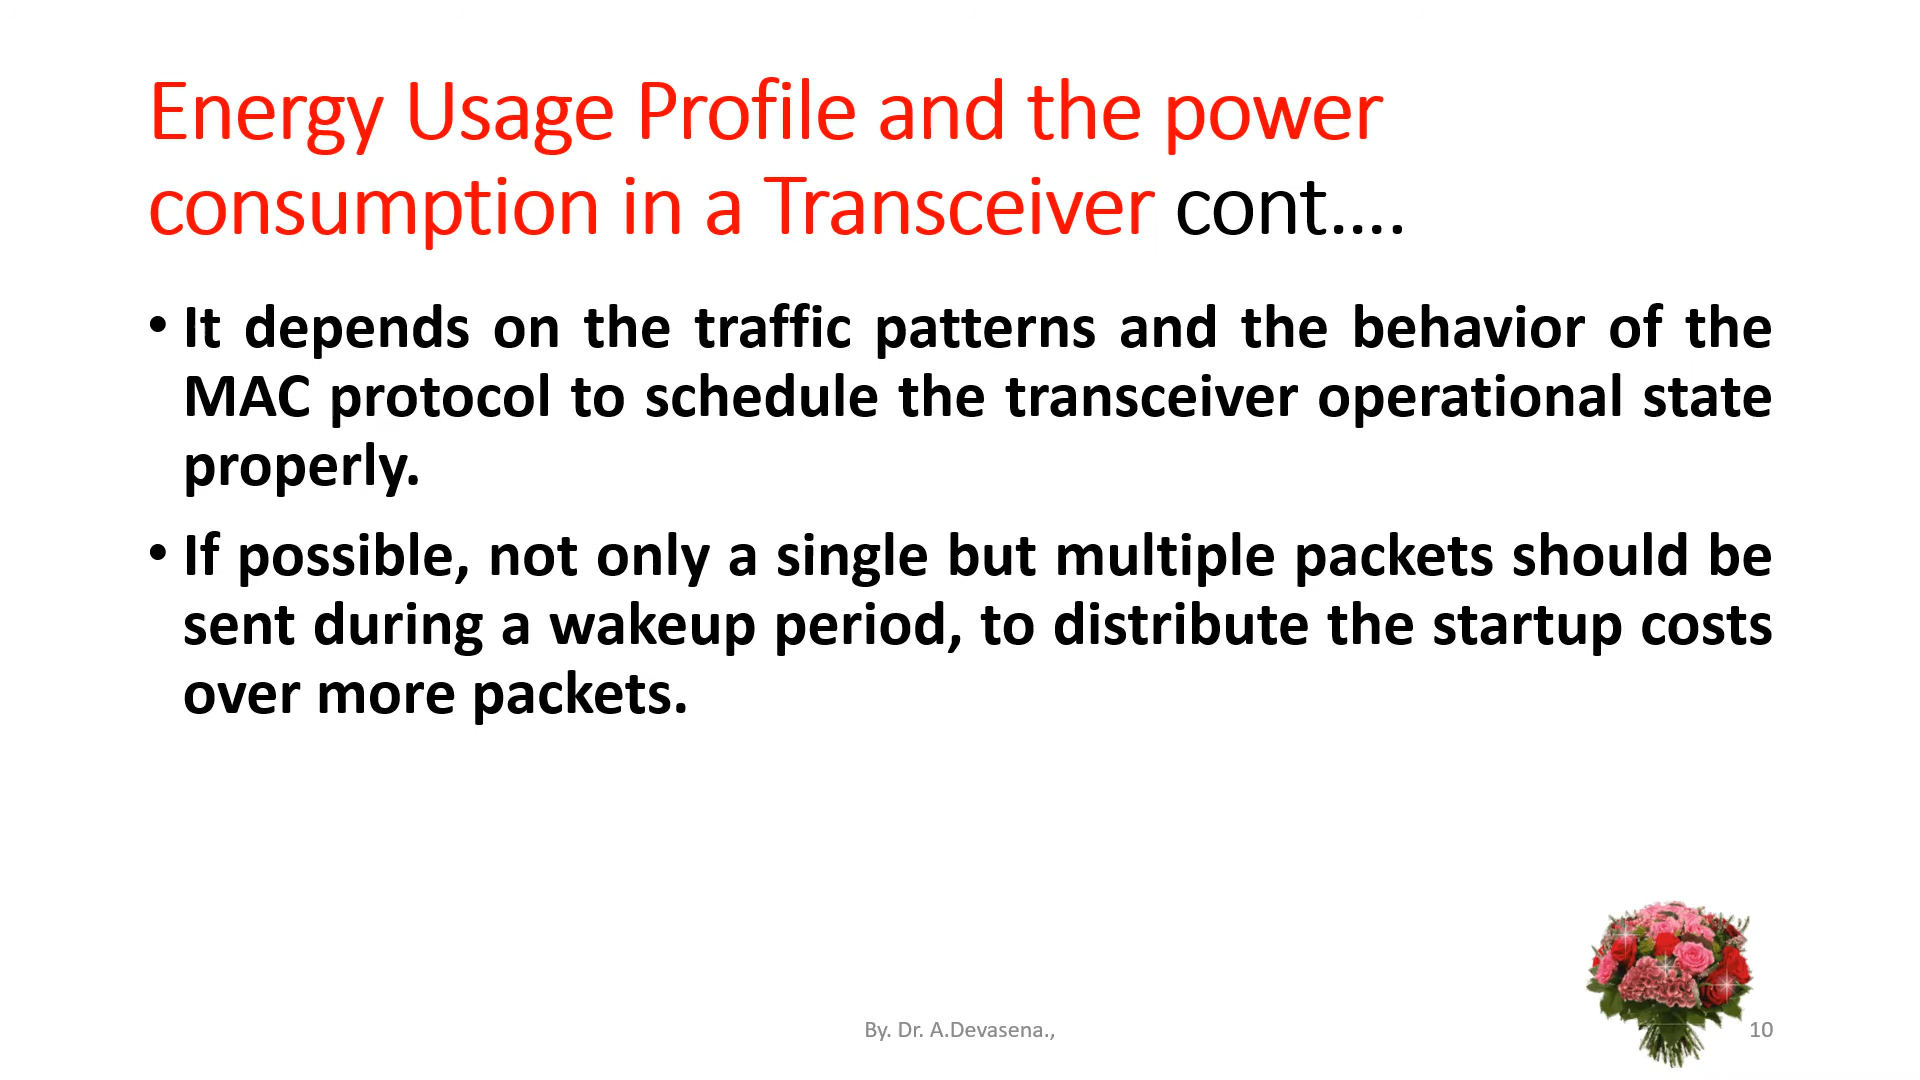 Energy Usage Profile and the power
consumption in a Transceiver cont....
• It depends on the traffic patterns and the behavior of the
MAC protocol to schedule the transceiver operational state
properly.
• If possible, not only a single but multiple packets should be
sent during a wakeup period, to distribute the startup costs
over more packets.
By. Dr. A.Devasena.,
10